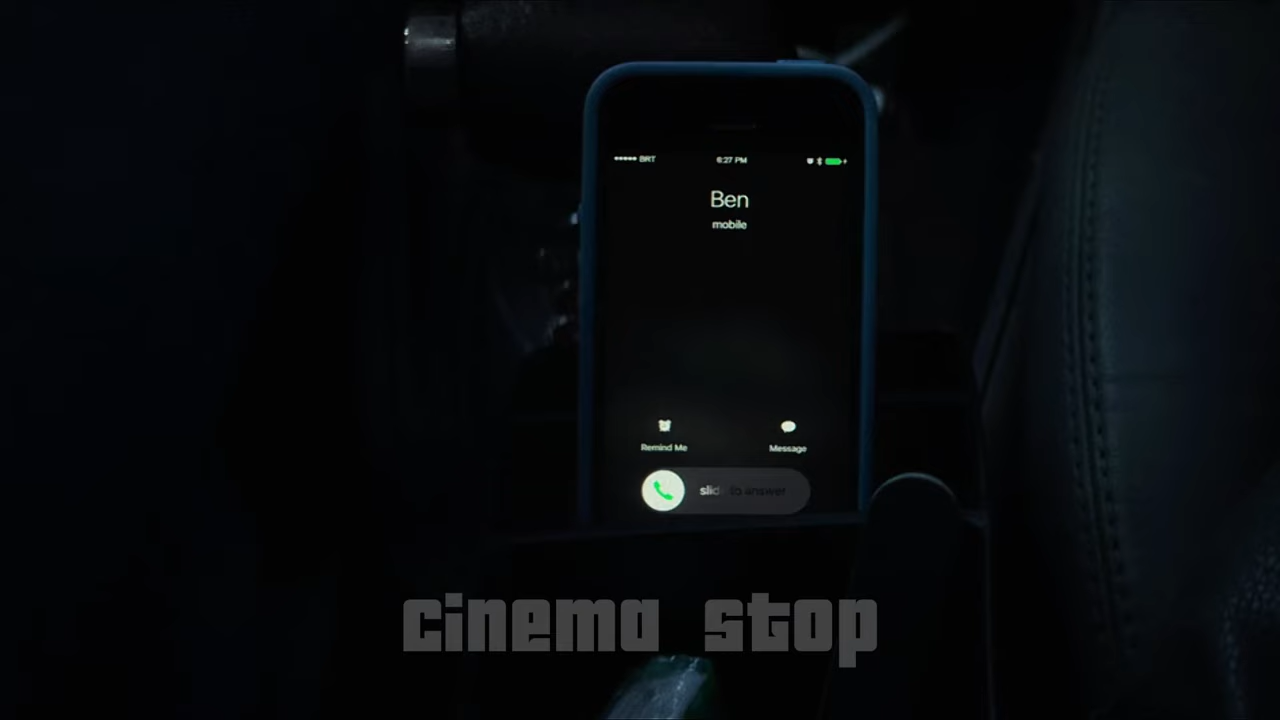 BRT
6:27 PM
Ben
mobile
Remind Me
Message
slide to answer
cinema stop